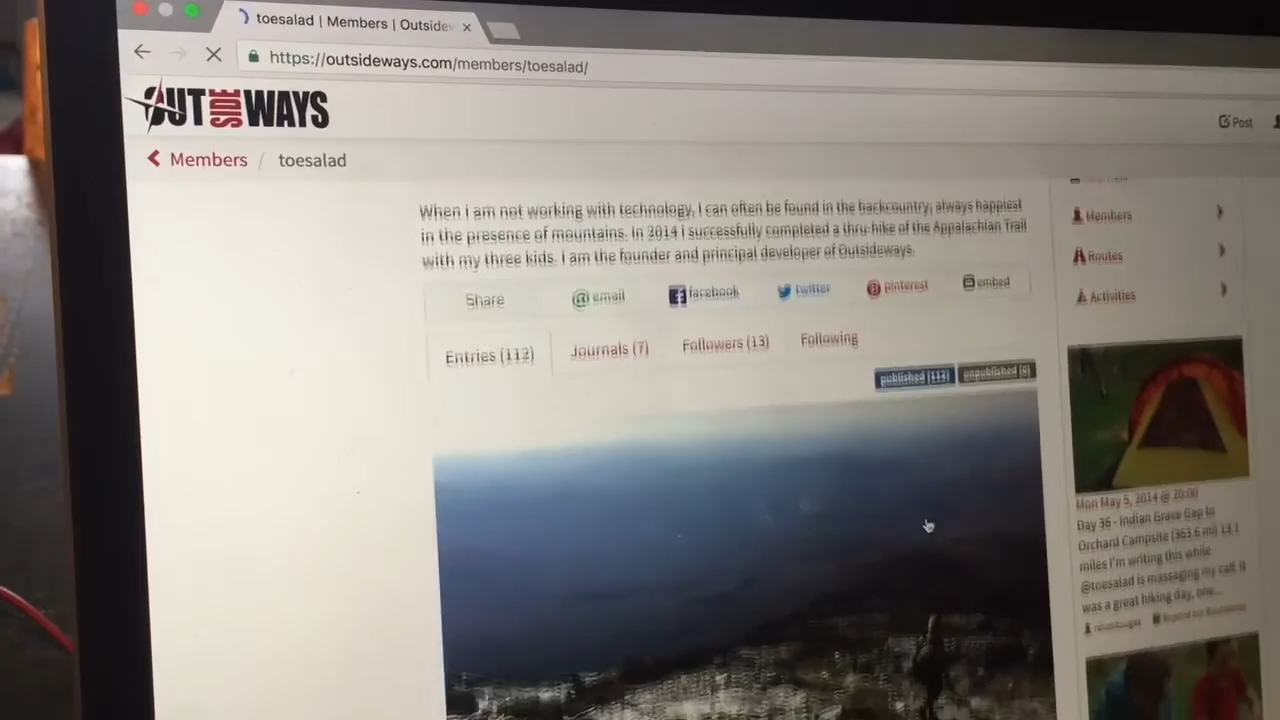 toesalad | Members | Outsidev
https://outsideways.com/members/toesalad/
OUTSIDEWAYS
Post
Members / toesalad
When I am not working with technology, I can often be found in the backcountry; always happiest
in the presence of mountains. In 2014 I successfully completed a thru-hike of the Appalachian Trail
with my three kids. I am the founder and principal developer of Outsideways.
Share
email
facebook
twitter
pinterest
embed
Entries (112)
Journals (7)
Followers (13)
Following
published (112)
unpublished
Members
Routes
Activities
Mon May 5, 2014 @ 20:00
Day 36 - Indian Grave Gap to
Orchard Campsite (363.6 mi) 13.1
miles I'm writing this while
@toesalad is massaging my calf. It
was a great hiking day, one...